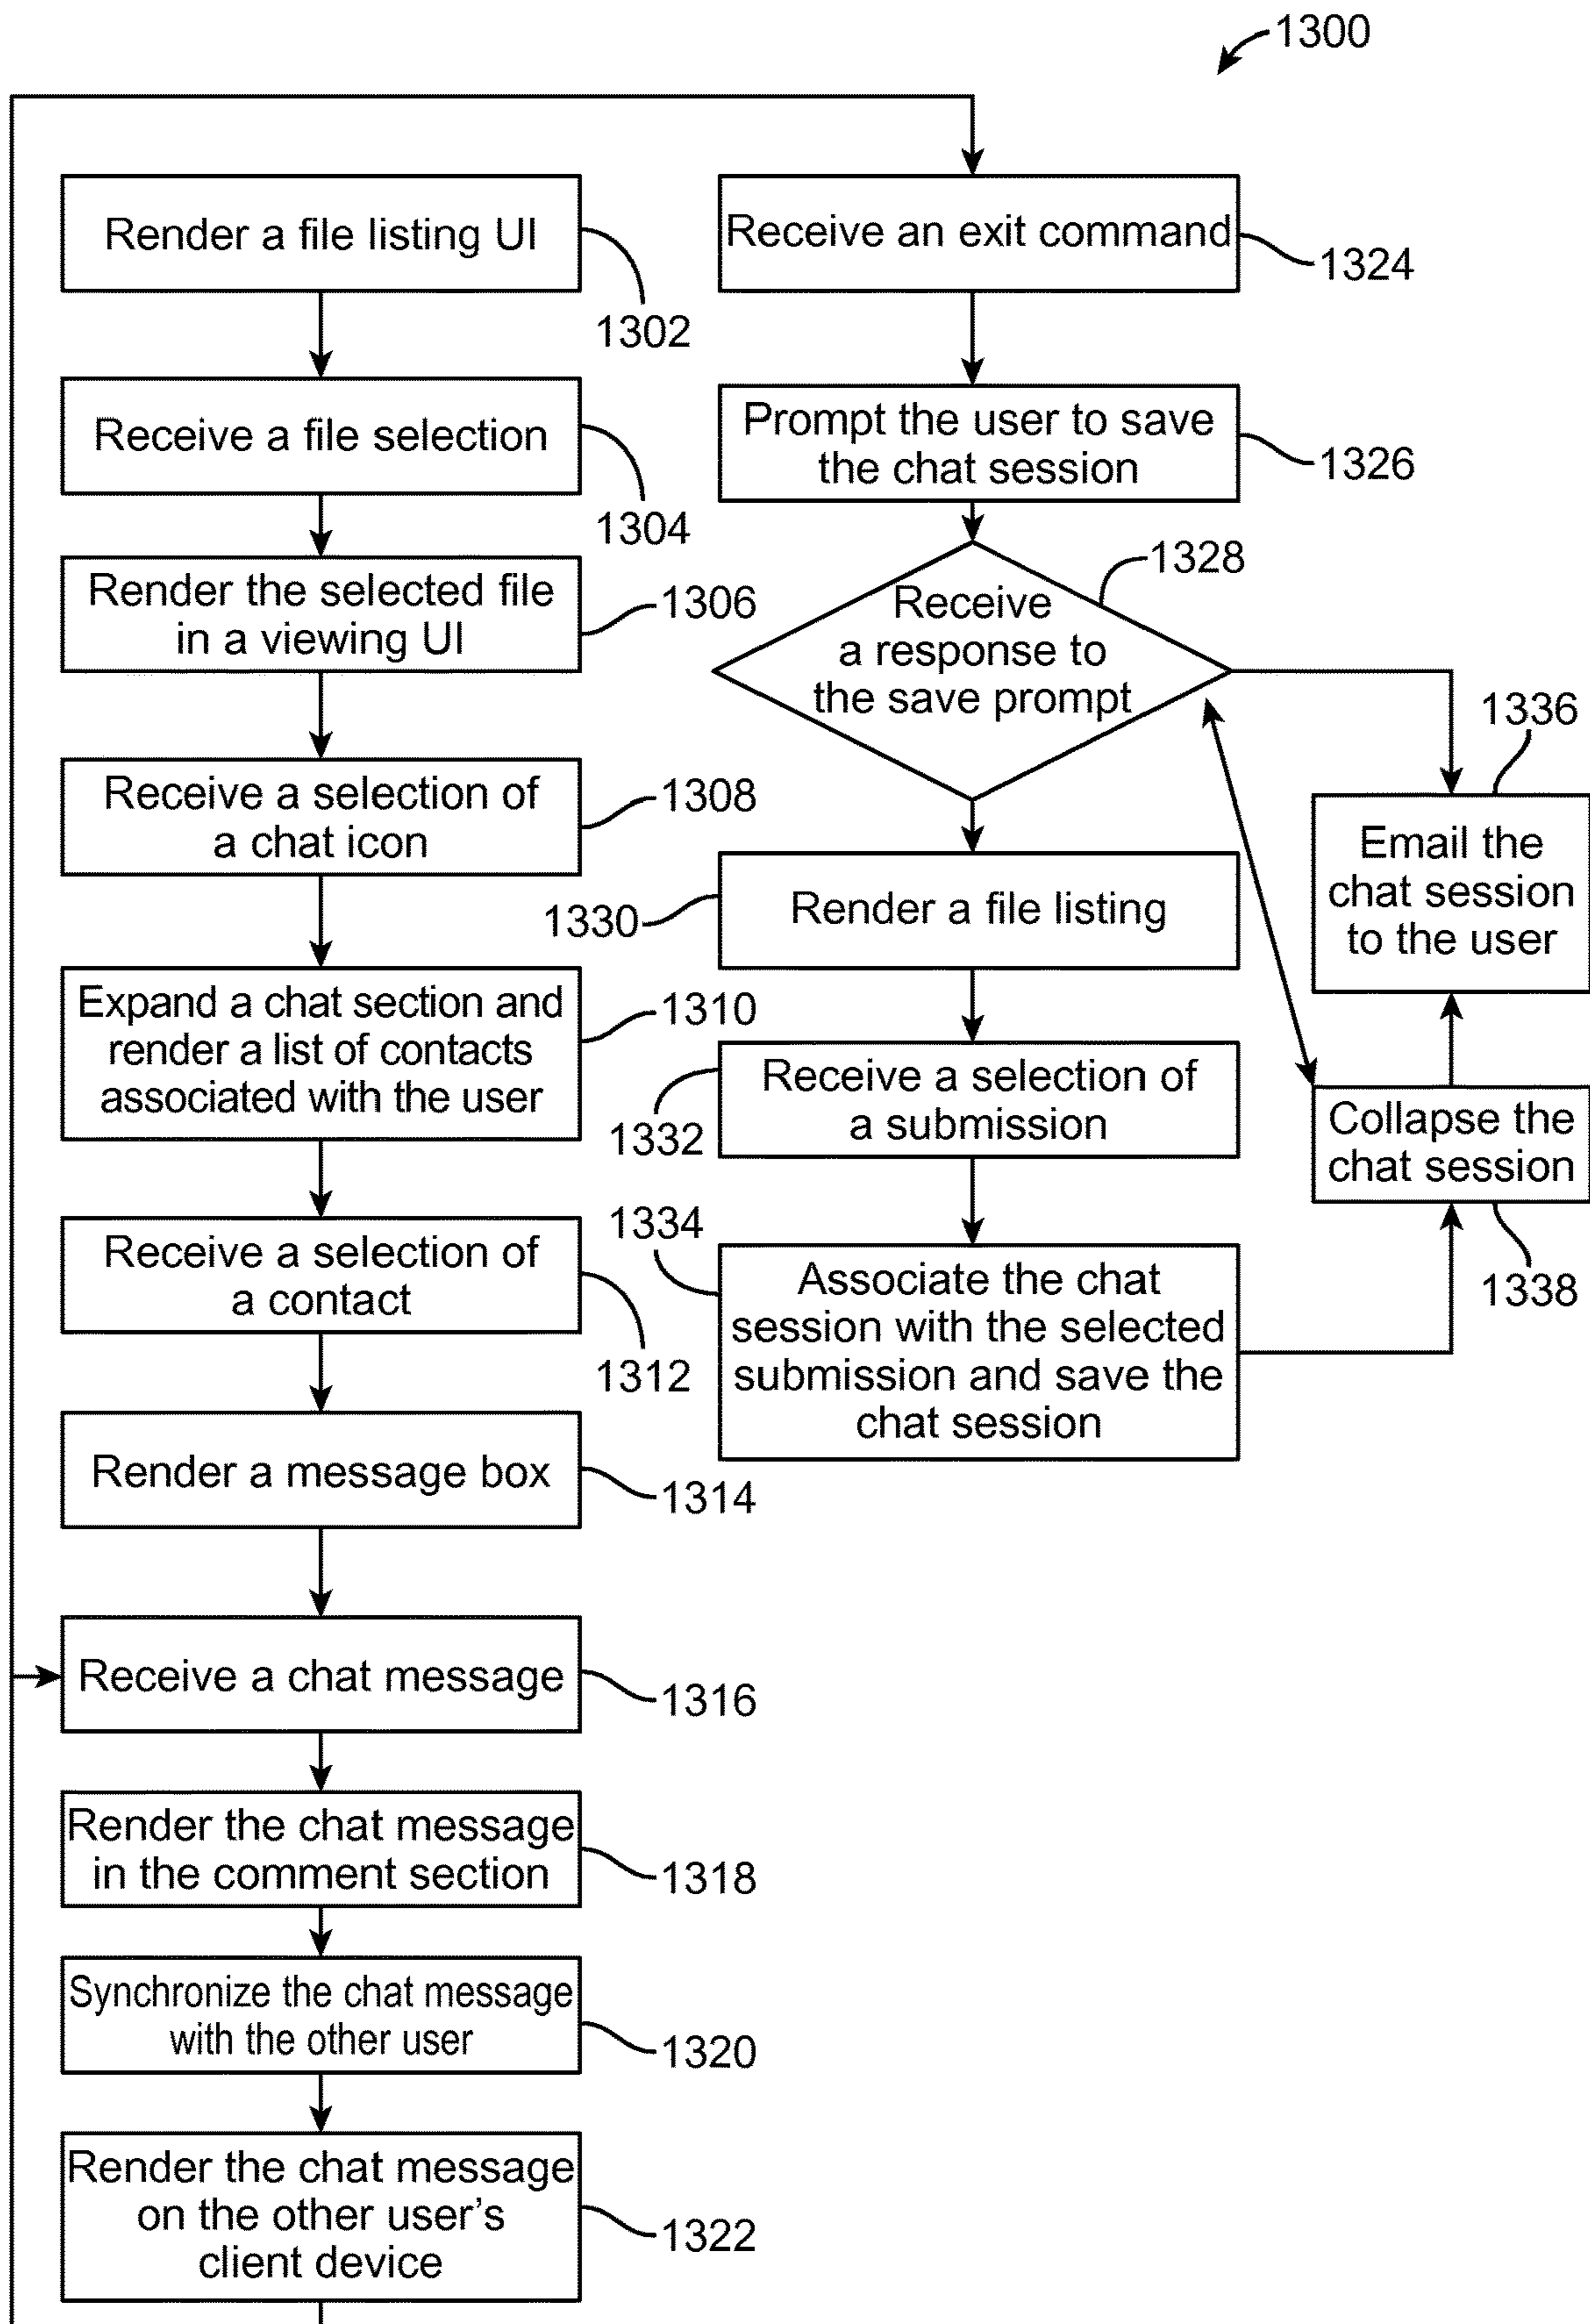 1300
Render a file listing UI
1302
Receive a file selection
1304
Render the selected file
in a viewing UI
1306
Receive a selection of
a chat icon
1308
Expand a chat section and
render a list of contacts
associated with the user
1310
Receive a selection of
a contact
1312
Render a message box
1314
Receive a chat message
1316
Render the chat message
in the comment section
1318
Synchronize the chat message
with the other user
1320
Render the chat message
on the other user's
client device
1322
Receive an exit command
1324
Prompt the user to save
the chat session
1326
Receive
a response to
the save prompt
1328
Render a file listing
1330
Receive a selection of
a submission
1332
Associate the chat
session with the selected
submission and save the
chat session
1334
Email the
chat session
to the user
1336
Collapse the
chat session
1338